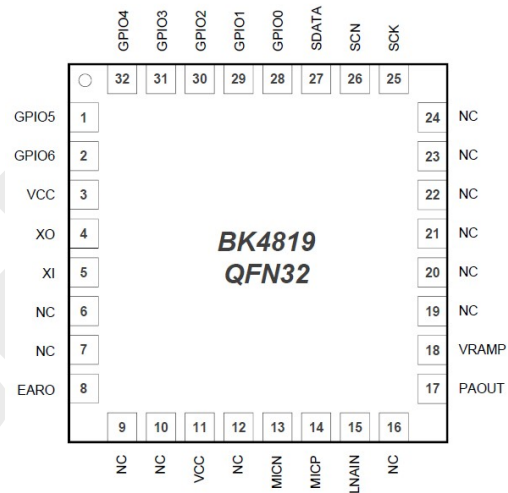 GPIO4 GPIO3 GPIO2 GPIO1 GPIO0 SDATA SCN SCK
32 31 30 29 28 27 26 25
GPIO5 1 24 NC
GPIO6 2 23 NC
VCC 3 22 NC
XO 4 21 NC
BK4819
XI 5 20 NC
QFN32
NC 6 19 NC
NC 7 18 VRAMP
EARO 8 17 PAOUT
9 10 11 12 13 14 15 16
NC NC VCC NC MICN MICP LNAIN NC